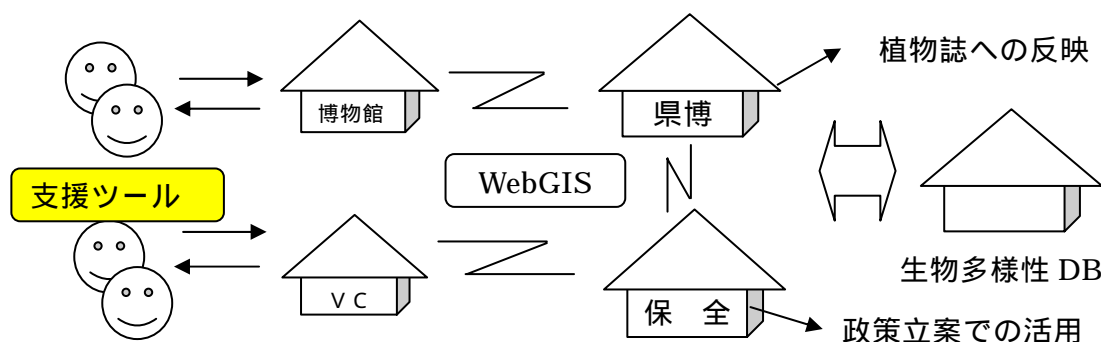 植物誌への反映
博物館
県博
支援ツール
WebGIS
生物多様性 DB
ＶＣ
保　全
政策立案での活用